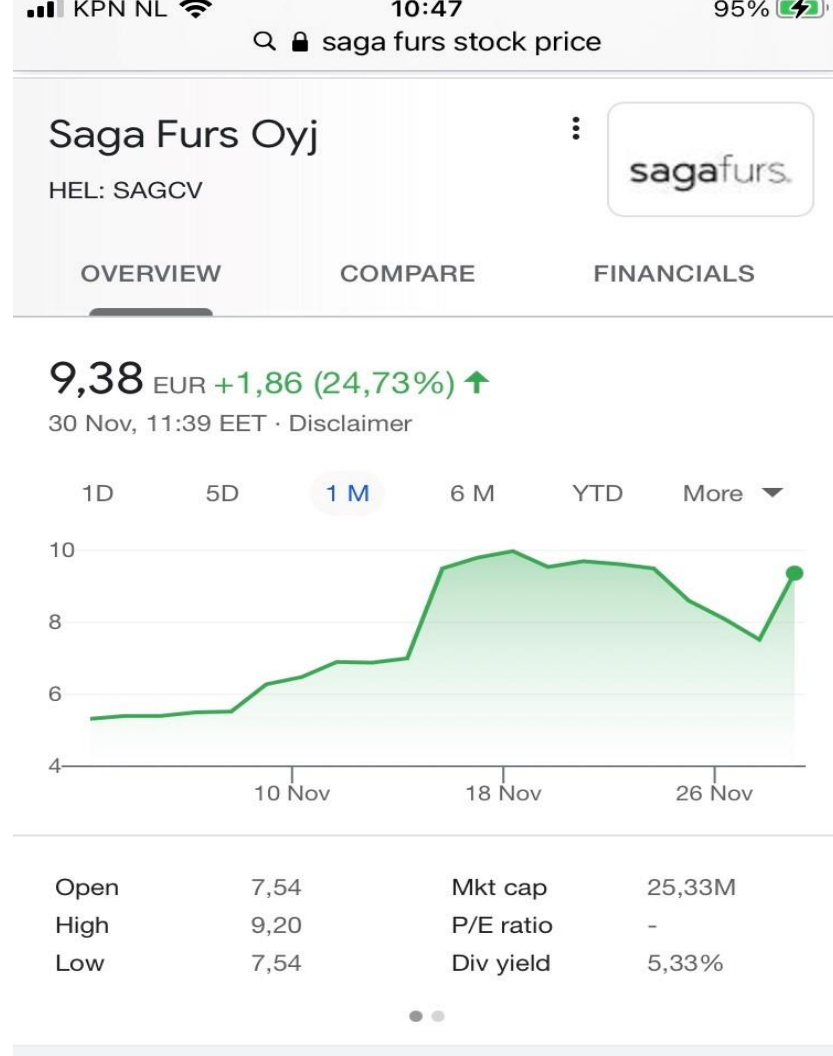 KPN NL 10:47 95%
saga furs stock price
Saga Furs Oyj
HEL: SAGCV
sagafurs.
OVERVIEW COMPARE FINANCIALS
9,38 EUR +1,86 (24,73%)
30 Nov, 11:39 EET · Disclaimer
1D 5D 1 M 6 M YTD More
10
8
6
4
10 Nov 18 Nov 26 Nov
Open 7,54 Mkt cap 25,33M
High 9,20 P/E ratio -
Low 7,54 Div yield 5,33%